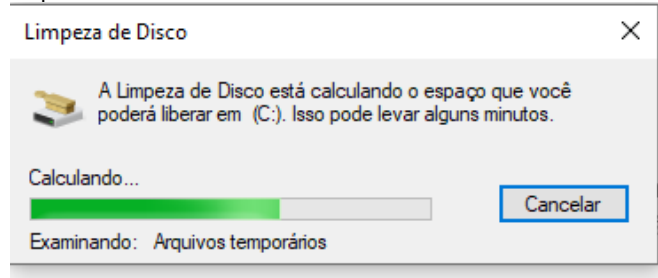 Limpeza de Disco
A Limpeza de Disco está calculando o espaço que você
poderá liberar em (C:). Isso pode levar alguns minutos.
Calculando...
Cancelar
Examinando: Arquivos temporários